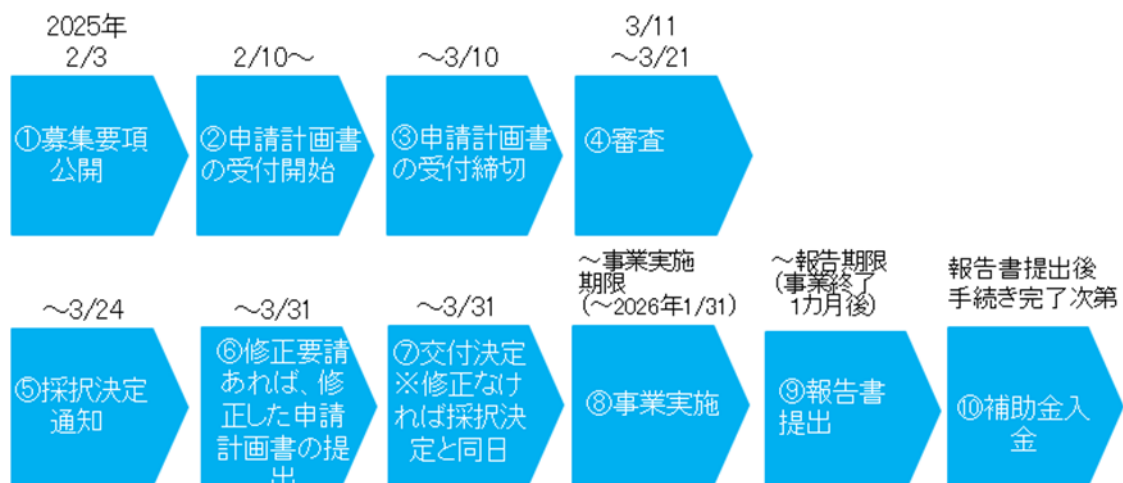 2025年
2/3
2/10～
～3/10
3/11
～3/21
①募集要項
公開
②申請計画書
の受付開始
③申請計画書
の受付締切
④審査
～3/24
～3/31
～3/31
～事業実施
期限
(～2026年1/31)
～報告期限
(事業終了
1カ月後)
報告書提出後
手続き完了次第
⑤採択決定
通知
⑥修正要請
あれば、修
正した申請
計画書の提
出
⑦交付決定
※修正なけ
れば採択決
定と同日
⑧事業実施
⑨報告書
提出
⑩補助金入
金